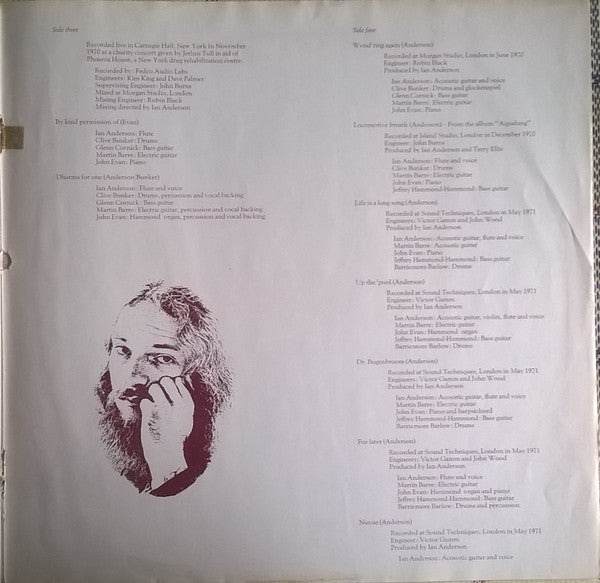 Side three
Recorded live in Carnegie Hall, New York in November
1970 at a charity concert given by Jethro Tull in aid of
Phoenix House, a New York drug rehabilitation centre.
Recorded by: Fedco Audio Labs
Engineers: Kim King and Dave Palmer
Supervising Engineer: John Burns
Mixed at Morgan Studio, London
Mixing Engineer: Robin Black
Mixing directed by Ian Anderson
By kind permission of (Evan)
Ian Anderson: Flute
Clive Bunker: Drums
Glenn Cornick: Bass guitar
Martin Barre: Electric guitar
John Evan: Piano
Dharma for one (Anderson/Bunker)
Ian Anderson: Flute and voice
Clive Bunker: Drums, percussion and vocal backing
Glenn Cornick: Bass guitar
Martin Barre: Electric guitar, percussion and vocal backing
John Evan: Hammond organ, percussion and vocal backing
Side four
Wond'ring again (Anderson)
Recorded at Morgan Studio, London in June 1970
Engineer: Robin Black
Produced by Ian Anderson
Ian Anderson: Acoustic guitar and voice
Clive Bunker: Drums and glockenspiel
Glenn Cornick: Bass guitar
Martin Barre: Electric guitar
John Evan: Piano
Locomotive breath (Anderson) - From the album "Aqualung"
Recorded at Island Studio, London in December 1970
Engineer: John Burns
Produced by Ian Anderson and Terry Ellis
Ian Anderson: Flute and voice
Clive Bunker: Drums
Martin Barre: Electric guitar
John Evan: Piano
Jeffrey Hammond-Hammond: Bass guitar
Life is a long song (Anderson)
Recorded at Sound Techniques, London in May 1971
Engineers: Victor Gamm and John Wood
Produced by Ian Anderson
Ian Anderson: Acoustic guitar, flute and voice
Martin Barre: Acoustic guitar
John Evan: Piano
Jeffrey Hammond-Hammond: Bass guitar
Barriemore Barlow: Drums
Up the 'pool (Anderson)
Recorded at Sound Techniques, London in May 1971
Engineer: Victor Gamm
Produced by Ian Anderson
Ian Anderson: Acoustic guitar, violin, flute and voice
Martin Barre: Electric guitar
John Evan: Hammond organ
Jeffrey Hammond-Hammond: Bass guitar
Barriemore Barlow: Drums
Dr. Bogenbroom (Anderson)
Recorded at Sound Techniques, London in May 1971
Engineers: Victor Gamm and John Wood
Produced by Ian Anderson
Ian Anderson: Acoustic guitar, flute and voice
Martin Barre: Electric guitar
John Evan: Piano and harpsichord
Jeffrey Hammond-Hammond: Bass guitar
Barriemore Barlow: Drums
For later (Anderson)
Recorded at Sound Techniques, London in May 1971
Engineers: Victor Gamm and John Wood
Produced by Ian Anderson
Ian Anderson: Flute and voice
Martin Barre: Electric guitar
John Evan: Hammond organ and piano
Jeffrey Hammond-Hammond: Bass guitar
Barriemore Barlow: Drums and percussion
Nursie (Anderson)
Recorded at Sound Techniques, London in May 1971
Engineer: Victor Gamm
Produced by Ian Anderson
Ian Anderson: Acoustic guitar and voice